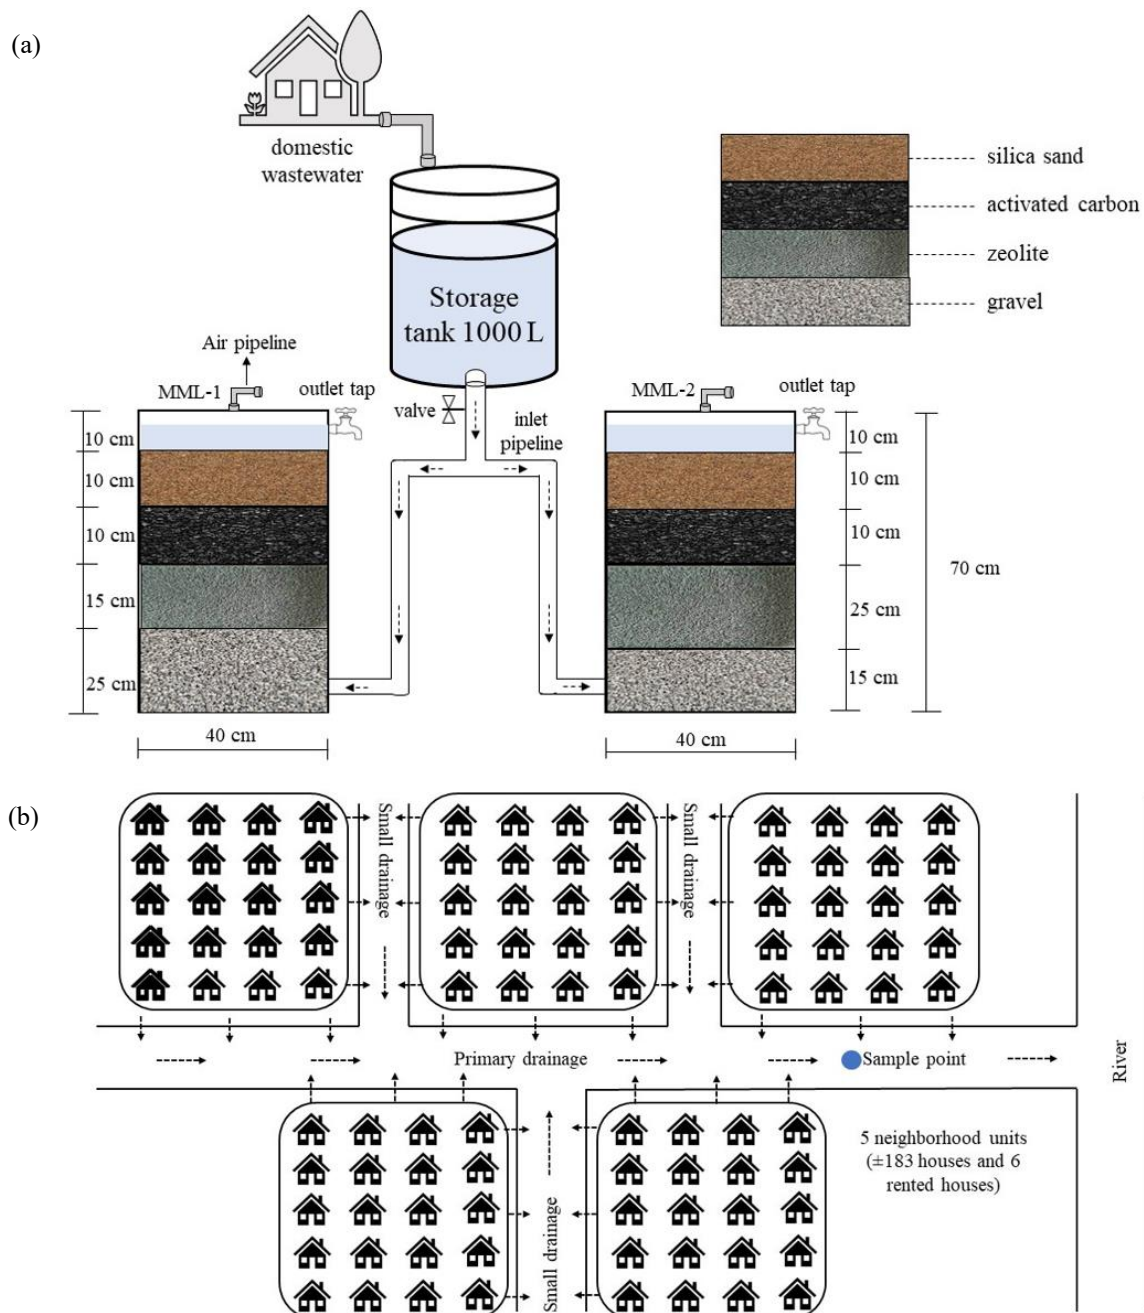 (a)
domestic
wastewater
silica sand
activated carbon
zeolite
gravel
Storage
tank 1000 L
Air pipeline
MML-1
outlet tap
valve
inlet
pipeline
MML-2
outlet tap
10 cm
10 cm
10 cm
15 cm
25 cm
40 cm
10 cm
10 cm
10 cm
25 cm
15 cm
70 cm
40 cm
(b)
Small drainage
Small drainage
Primary drainage
Sample point
River
Small drainage
5 neighborhood units
(±183 houses and 6
rented houses)